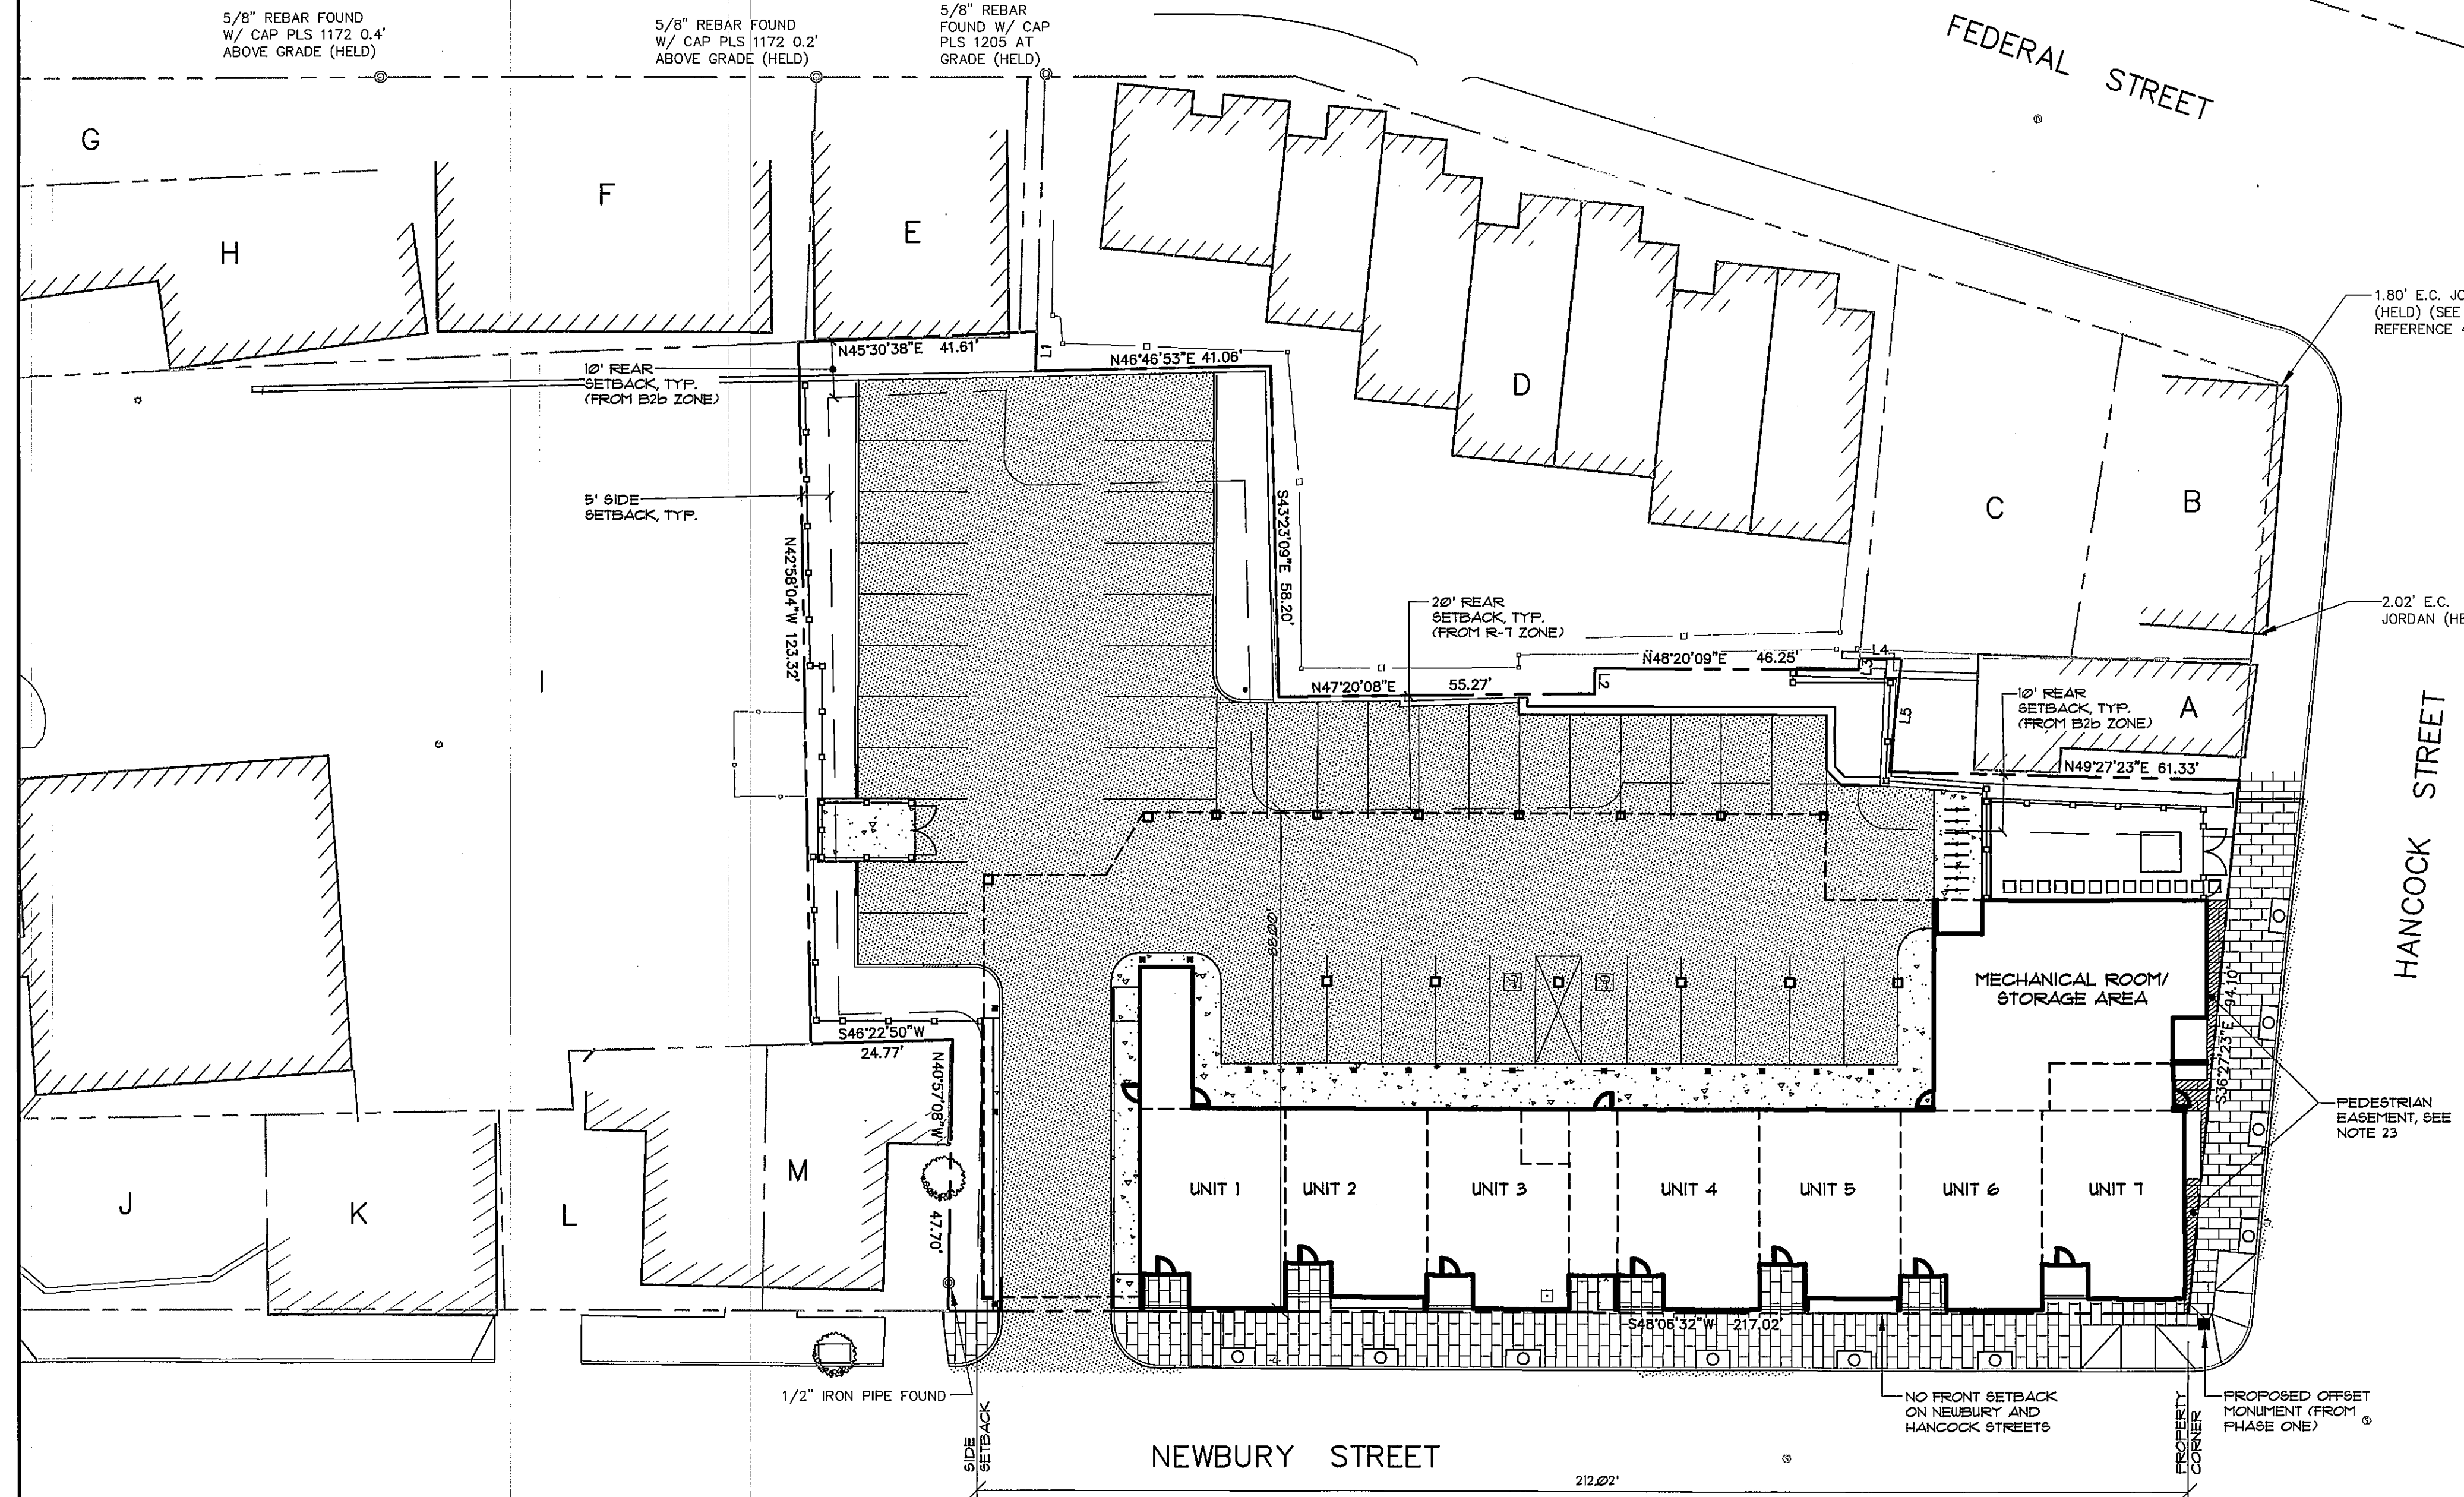 5/8" REBAR FOUND
W/ CAP PLS 1172 0.4'
ABOVE GRADE (HELD)
5/8" REBAR FOUND
W/ CAP PLS 1172 0.2'
ABOVE GRADE (HELD)
5/8" REBAR
FOUND W/ CAP
PLS 1205 AT
GRADE (HELD)
FEDERAL STREET
G
H
F
E
D
C
B
A
I
J
K
L
M
1.80' E.C.
(HELD) (SEE
REFERENCE
2.02' E.C.
JORDAN
N45°30'38"E 41.61'
L1
N46°46'53"E 41.06'
10' REAR
SETBACK, TYP.
(FROM B2b ZONE)
5' SIDE
SETBACK, TYP.
N42°58'04"W 123.32'
S43°23'09"E 58.20'
20' REAR
SETBACK, TYP.
(FROM R-7 ZONE)
N48°20'09"E 46.25'
L3
L4
N47°20'08"E 55.27'
L2
L5
10' REAR
SETBACK, TYP.
(FROM B2b ZONE)
N49°27'23"E 61.33'
HANCOCK STREET
88.00
MECHANICAL ROOM/
STORAGE AREA
S36°27'23"E 94.10'
S46°22'50"W
24.77'
N40°57'08"W 47.70'
PEDESTRIAN
EASEMENT, SEE
NOTE 23
UNIT 1
UNIT 2
UNIT 3
UNIT 4
UNIT 5
UNIT 6
UNIT 7
S48°06'32"W 217.02'
1/2" IRON PIPE FOUND
SIDE
SETBACK
NEWBURY STREET
NO FRONT SETBACK
ON NEWBURY AND
HANCOCK STREETS
PROPERTY
CORNER
PROPOSED OFFSET
MONUMENT (FROM
PHASE ONE)
212.02'